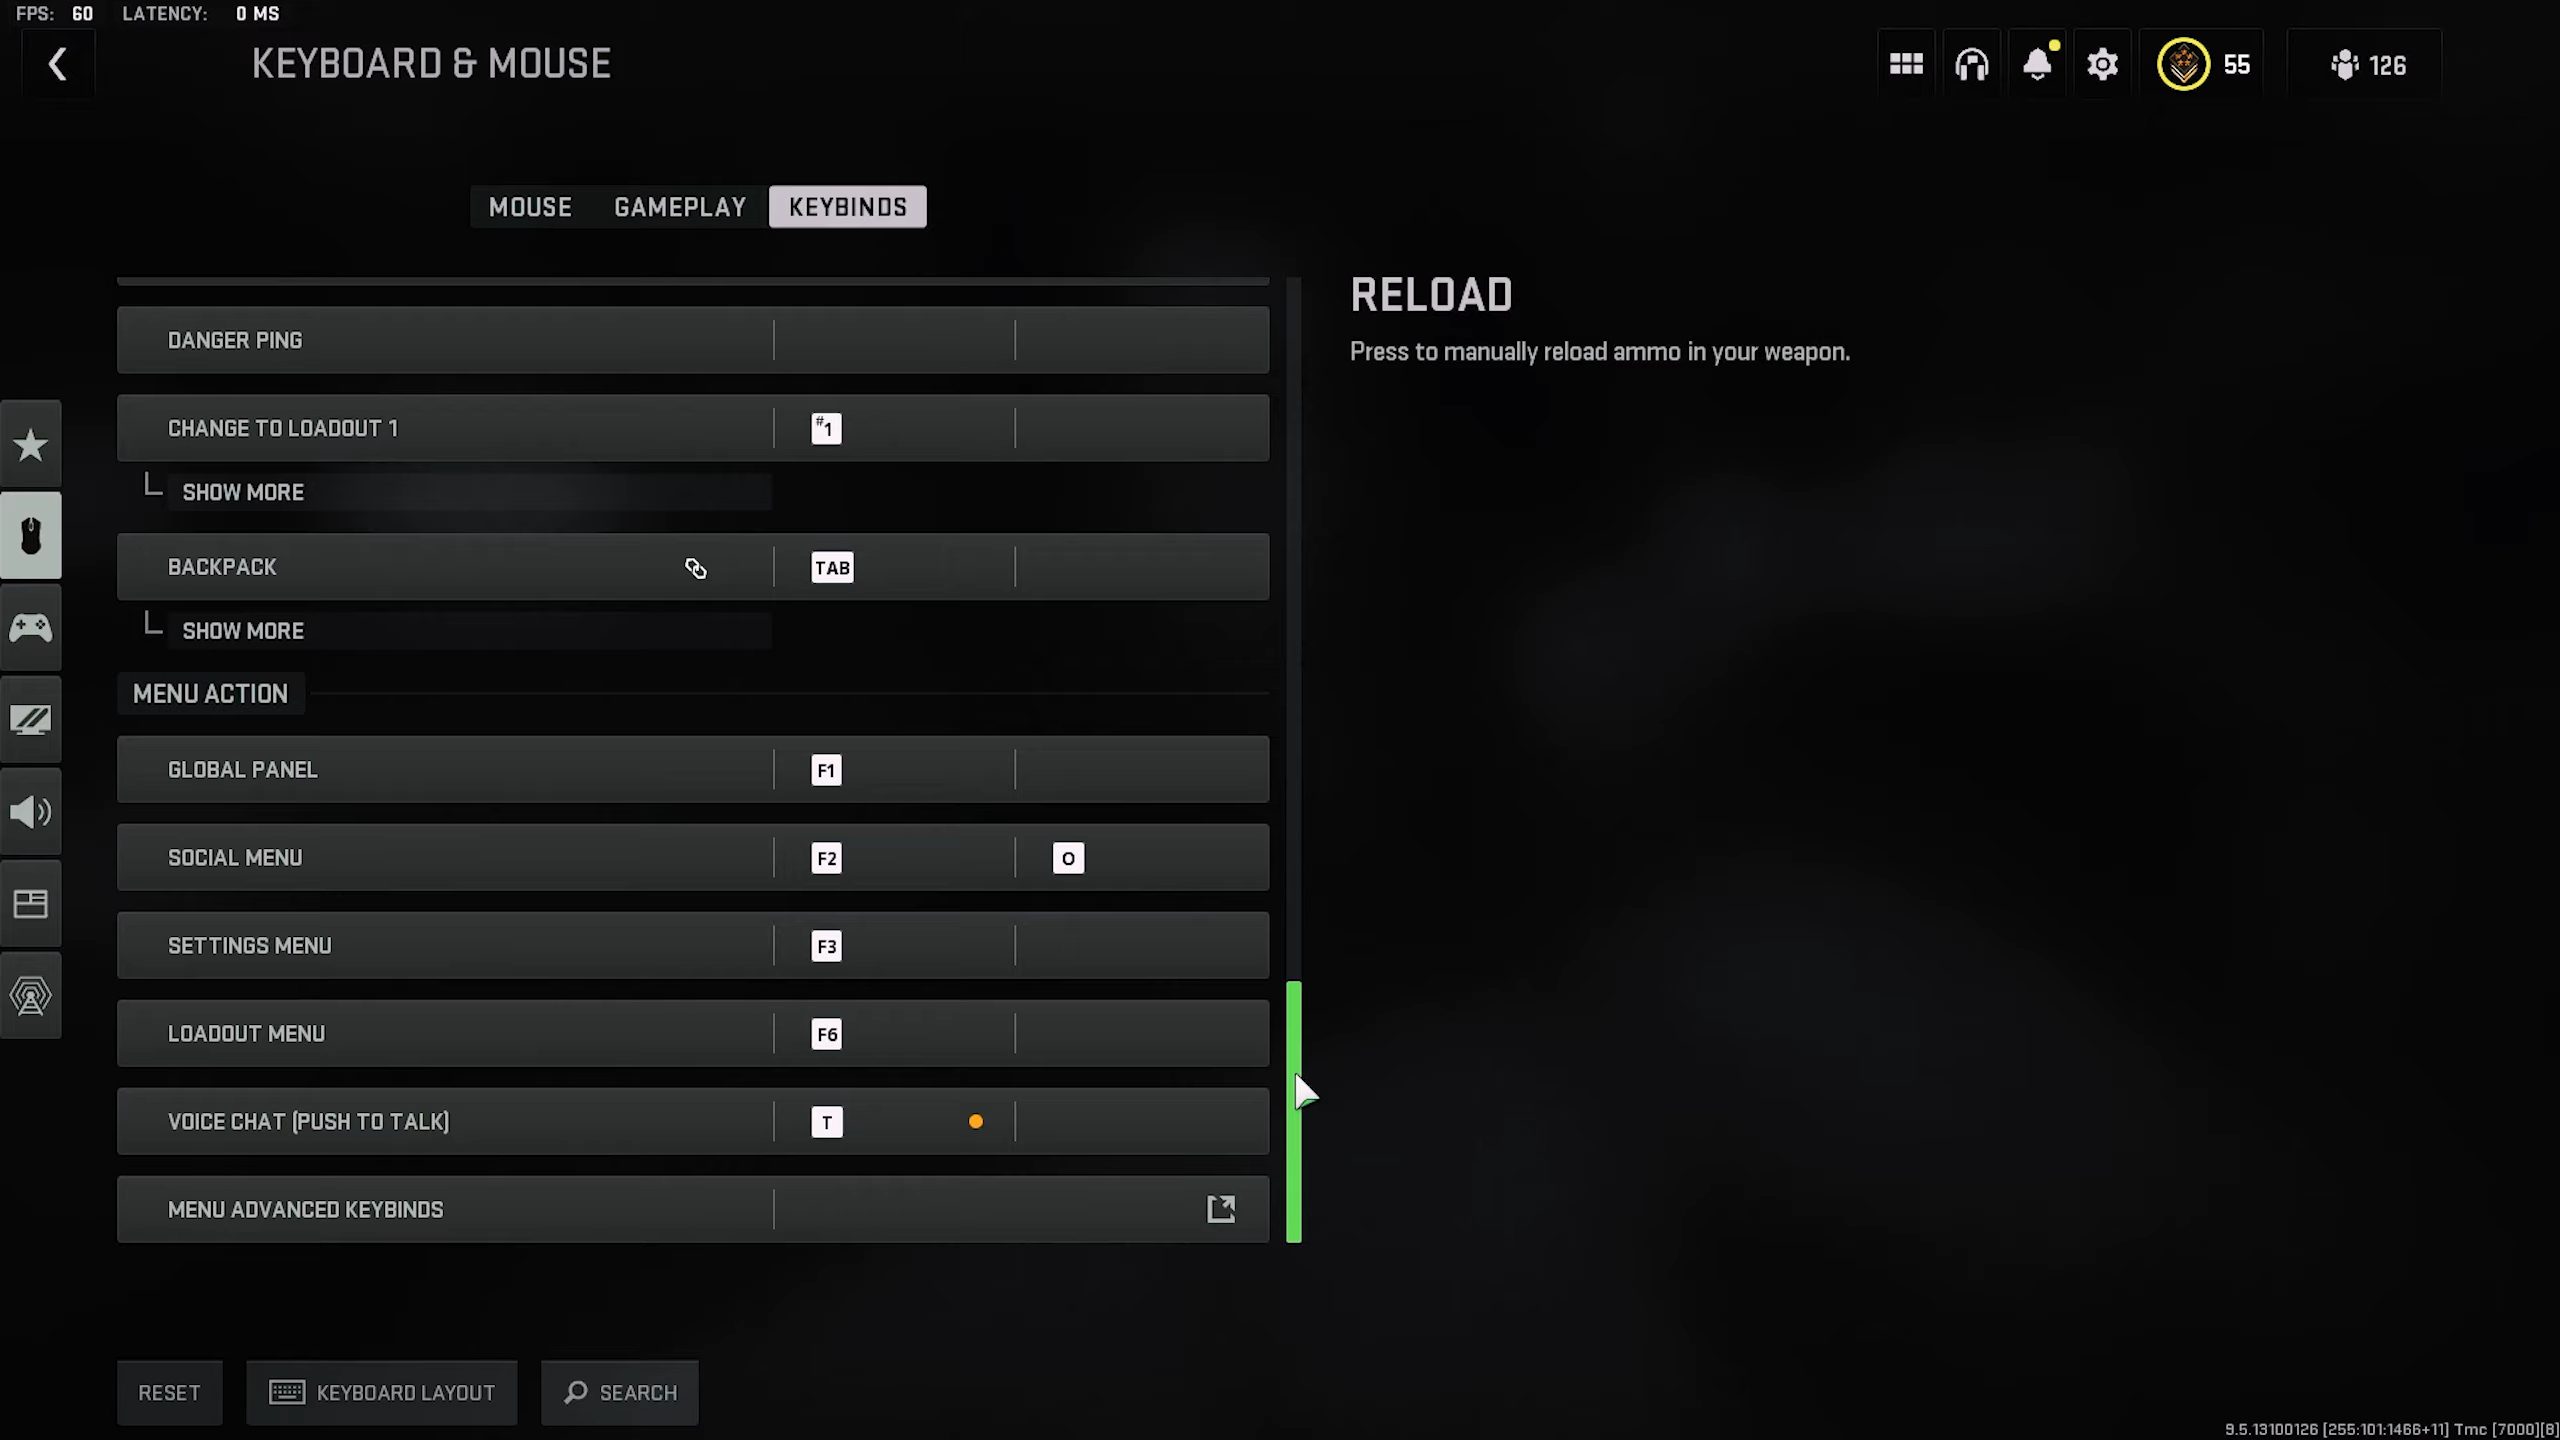 FPS: 60 LATENCY: 0 MS
KEYBOARD & MOUSE
55
126
MOUSE GAMEPLAY KEYBINDS
RELOAD
Press to manually reload ammo in your weapon.
DANGER PING
CHANGE TO LOADOUT 1 #1
SHOW MORE
BACKPACK TAB
SHOW MORE
MENU ACTION
GLOBAL PANEL F1
SOCIAL MENU F2 O
SETTINGS MENU F3
LOADOUT MENU F6
VOICE CHAT (PUSH TO TALK) T
MENU ADVANCED KEYBINDS
RESET KEYBOARD LAYOUT SEARCH
9.5.13100126 [255:101:1466+11] Tmc [7000][8]